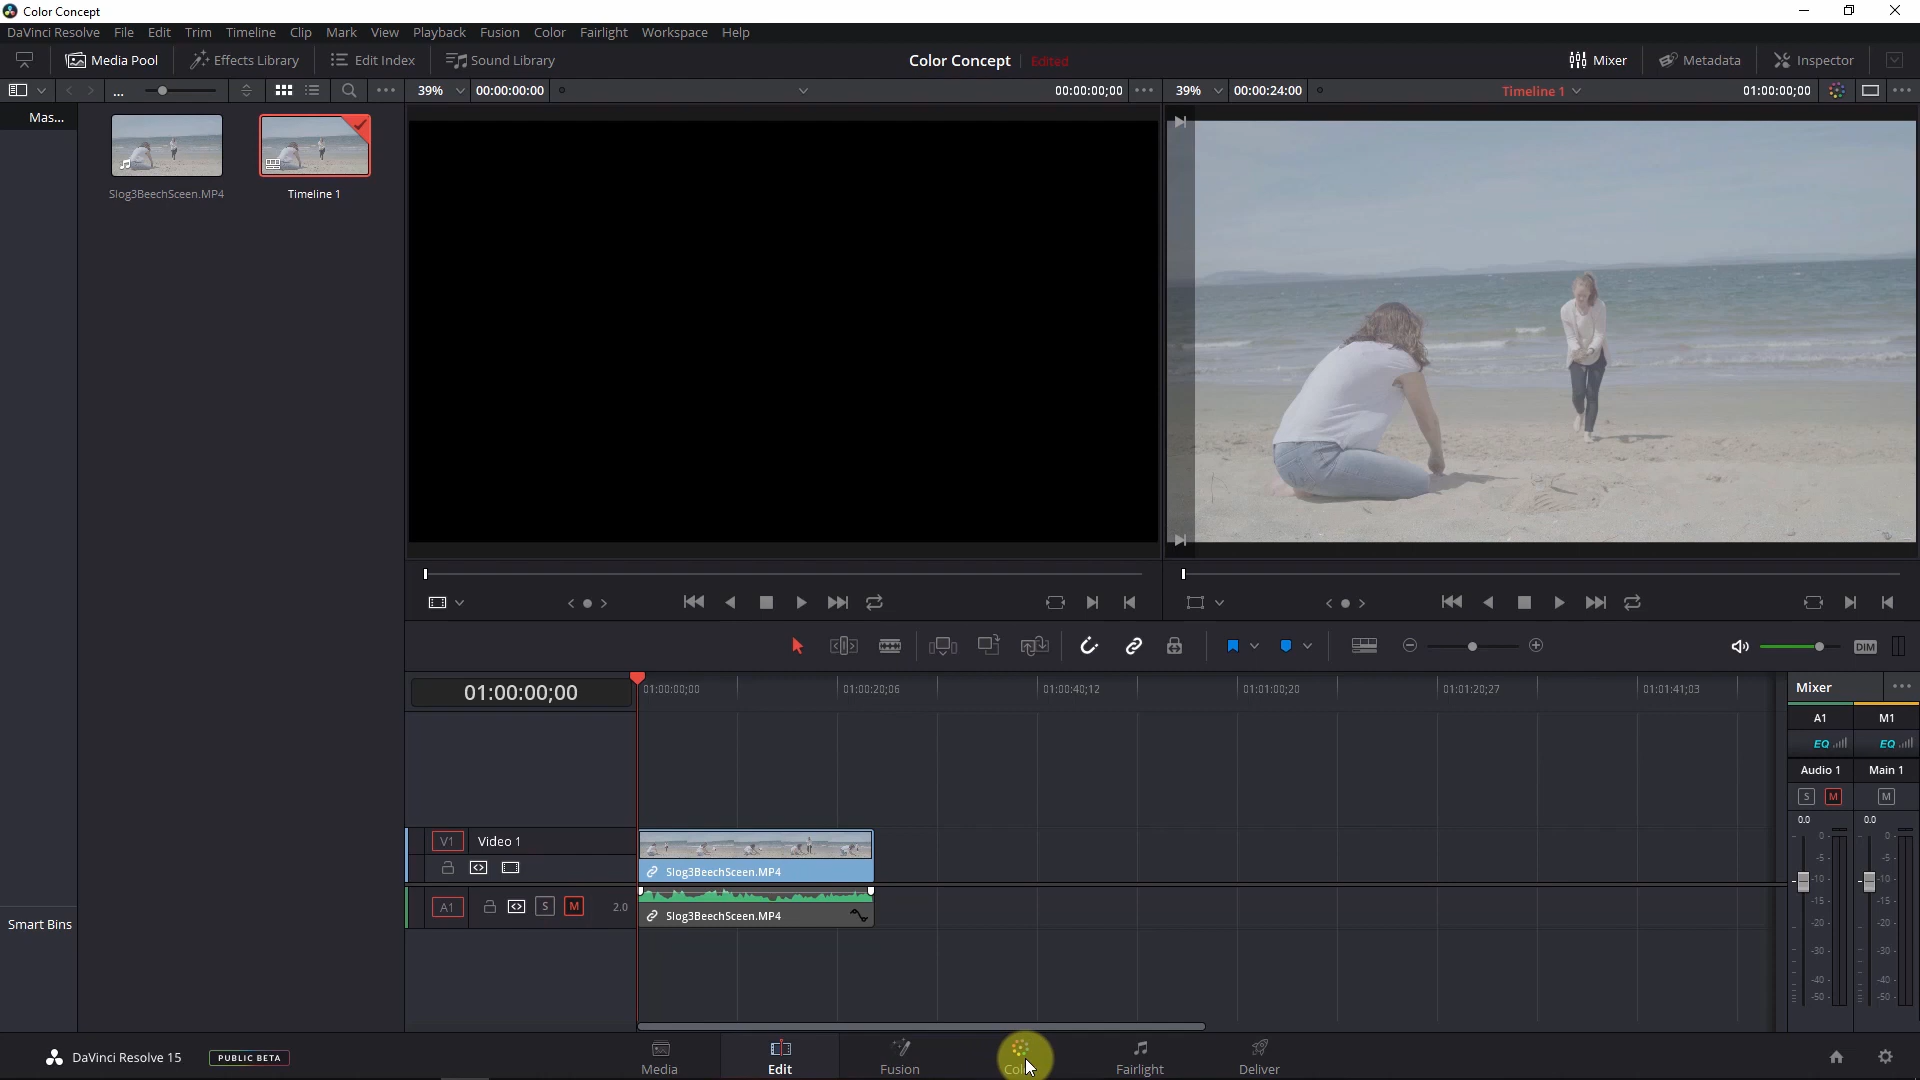 Color Concept
DaVinci Resolve File Edit Trim Timeline Clip Mark View Playback Fusion Color Fairlight Workspace Help
Media Pool Effects Library Edit Index Sound Library Color Concept Edited Mixer Metadata Inspector
... 39% 00:00:00:00 00:00:00;00 39% 00:00:24:00 Timeline 1 01:00:00;00
Mas...
Slog3BeechSceen.MP4 Timeline 1
DIM
01:00:00;00 01:00:00;00 01:00:20;06 01:00:40;12 01:01:00;20 01:01:20;27 01:01:41;03 Mixer
A1 M1
EQ EQ
Audio 1 Main 1
S M M
0.0 0.0
V1 Video 1
Slog3BeechSceen.MP4
A1 S M 2.0
Slog3BeechSceen.MP4
0 -5 -10 -15 -20 -30 -40 -50
0 -5 -10 -15 -20 -30 -40 -50
Smart Bins
DaVinci Resolve 15 PUBLIC BETA
Media Edit Fusion Fairlight Deliver